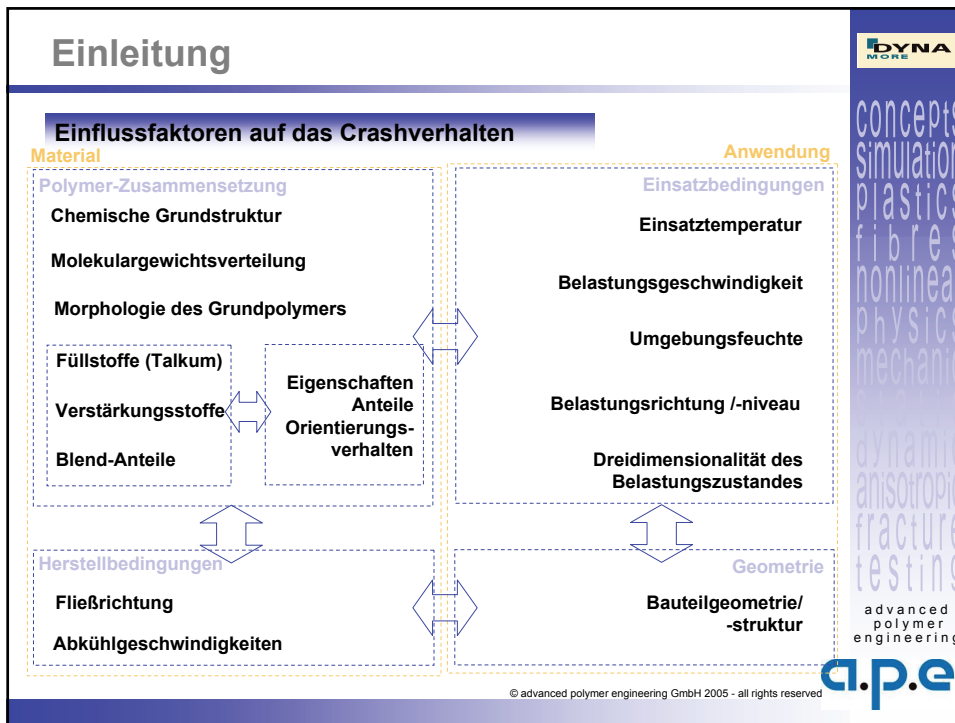 Einleitung
Einflussfaktoren auf das Crashverhalten
Material
Polymer-Zusammensetzung
Chemische Grundstruktur
Molekulargewichtsverteilung
Morphologie des Grundpolymers
Füllstoffe (Talkum)
Verstärkungsstoffe
Blend-Anteile
Eigenschaften
Anteile
Orientierungs-
verhalten
Herstellbedingungen
Fließrichtung
Abkühlgeschwindigkeiten
Anwendung
Einsatzbedingungen
Einsatztemperatur
Belastungsgeschwindigkeit
Umgebungsfeuchte
Belastungsrichtung /-niveau
Dreidimensionalität des
Belastungszustandes
Geometrie
Bauteilgeometrie/
-struktur
© advanced polymer engineering GmbH 2005 - all rights reserved
DYNA
MORE
concepts
simulation
plastics
fibres
nonlinear
physics
mechanic
dynamic
anisotropic
fracture
testing
advanced
polymer
engineering
a.p.e